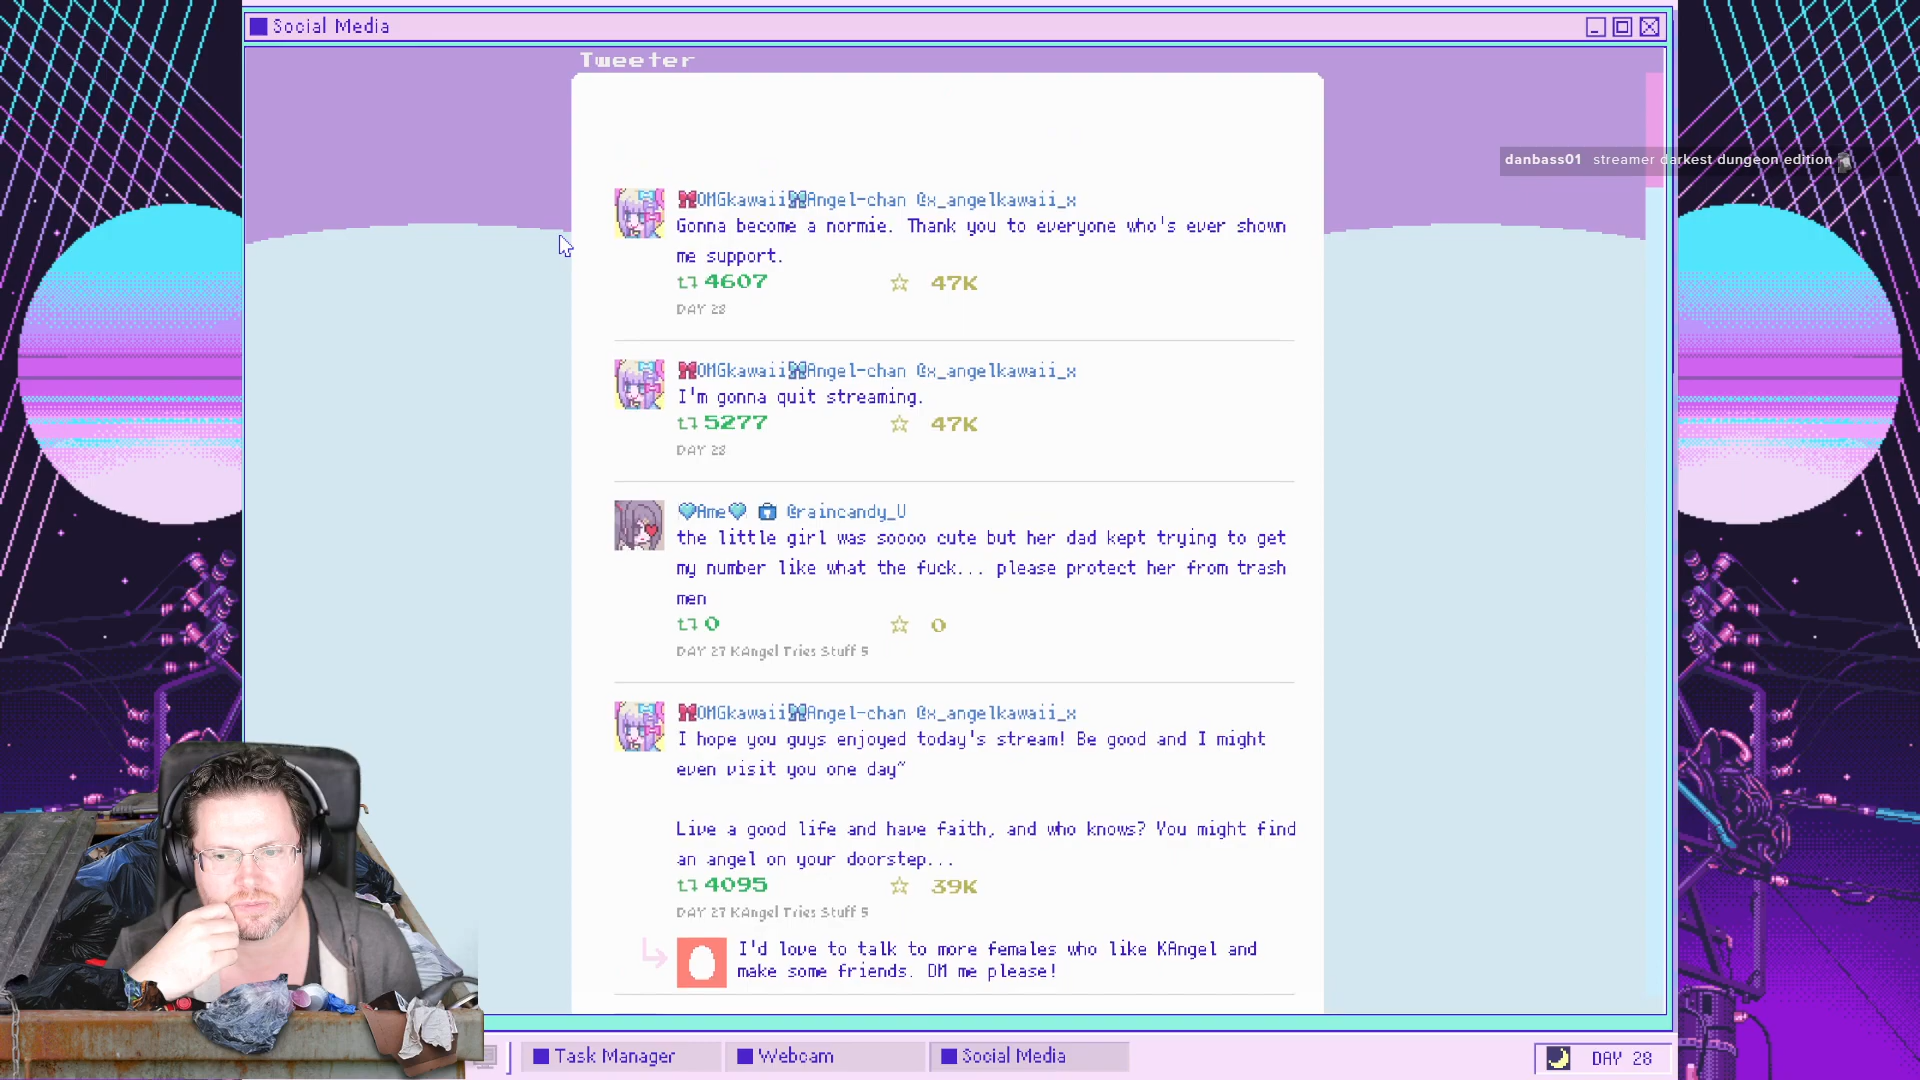 Social Media
Tweeter
danbass01 streamer darkest dungeon edition
OMGkawaii Angel-chan @x_angelkawaii_x
Gonna become a normie. Thank you to everyone who's ever shown
me support.
4607 47K
DAY 28
OMGkawaii Angel-chan @x_angelkawaii_x
I'm gonna quit streaming.
5277 47K
DAY 28
Ame @raincandy_U
the little girl was soooo cute but her dad kept trying to get
my number like what the fuck... please protect her from trash
men
0 0
DAY 27 KAngel Tries Stuff 5
OMGkawaii Angel-chan @x_angelkawaii_x
I hope you guys enjoyed today's stream! Be good and I might
even visit you one day~
Live a good life and have faith, and who knows? You might find
an angel on your doorstep...
4095 39K
DAY 27 KAngel Tries Stuff 5
I'd love to talk to more females who like KAngel and
make some friends. DM me please!
Task Manager
Webcam
Social Media
DAY 28